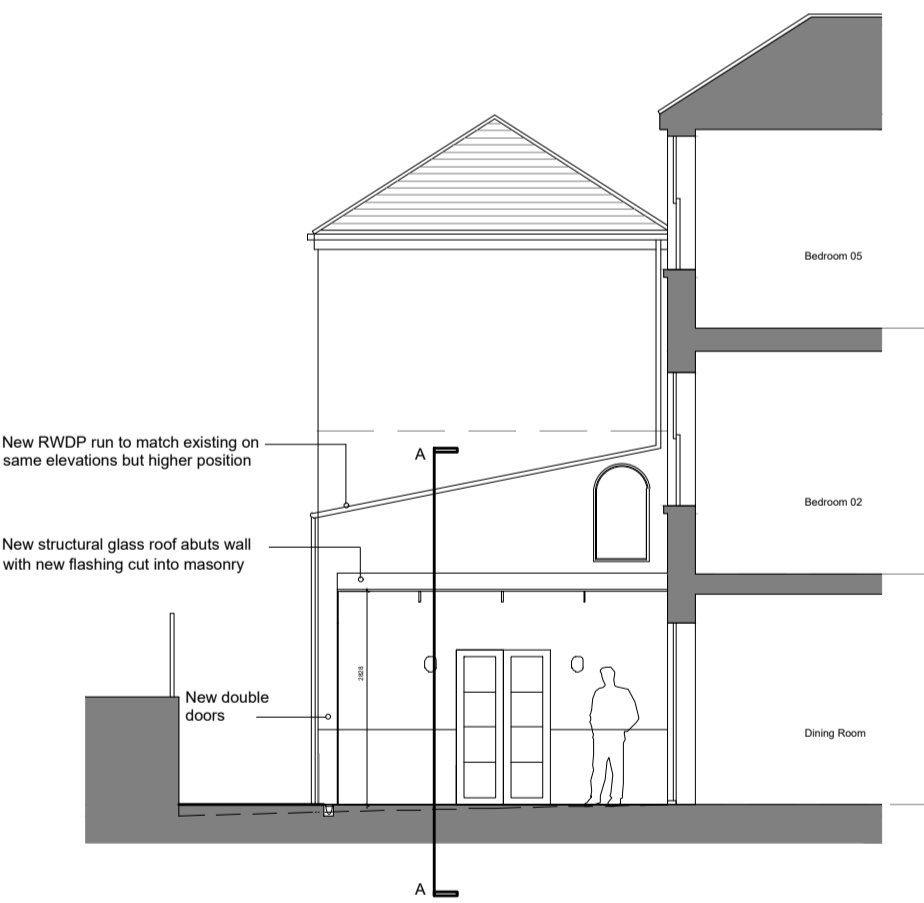 Bedroom 05
New RWDP run to match existing on
same elevations but higher position
A
Bedroom 02
New structural glass roof abuts wall
with new flashing cut into masonry
2828
New double
doors
Dining Room
A